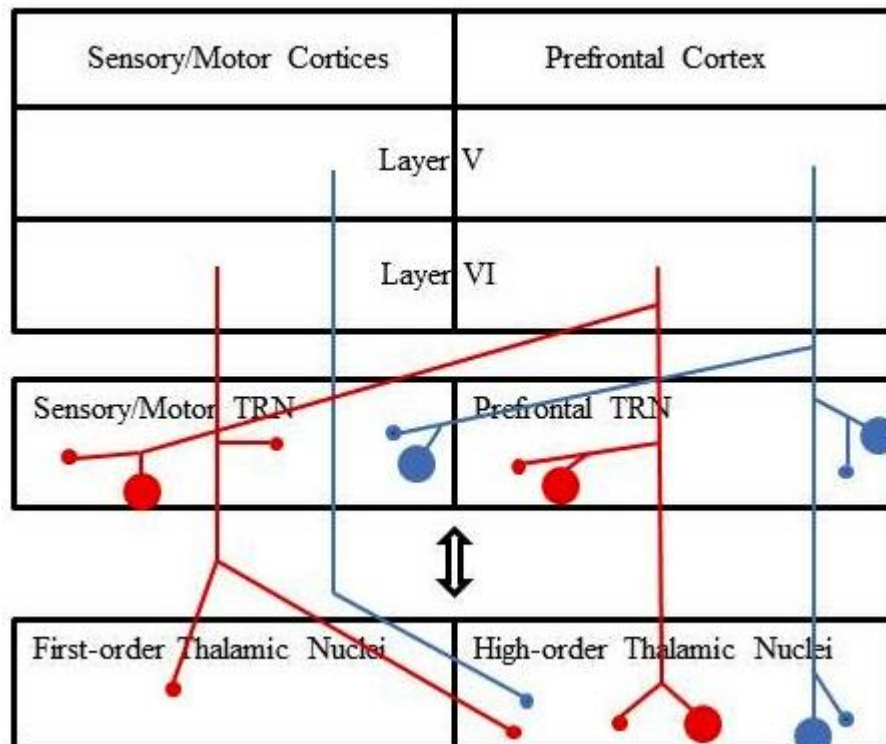 Sensory/Motor Cortices
Prefrontal Cortex
Layer V
Layer VI
Sensory/Motor TRN
Prefrontal TRN
First-order Thalamic Nuclei
High-order Thalamic Nuclei